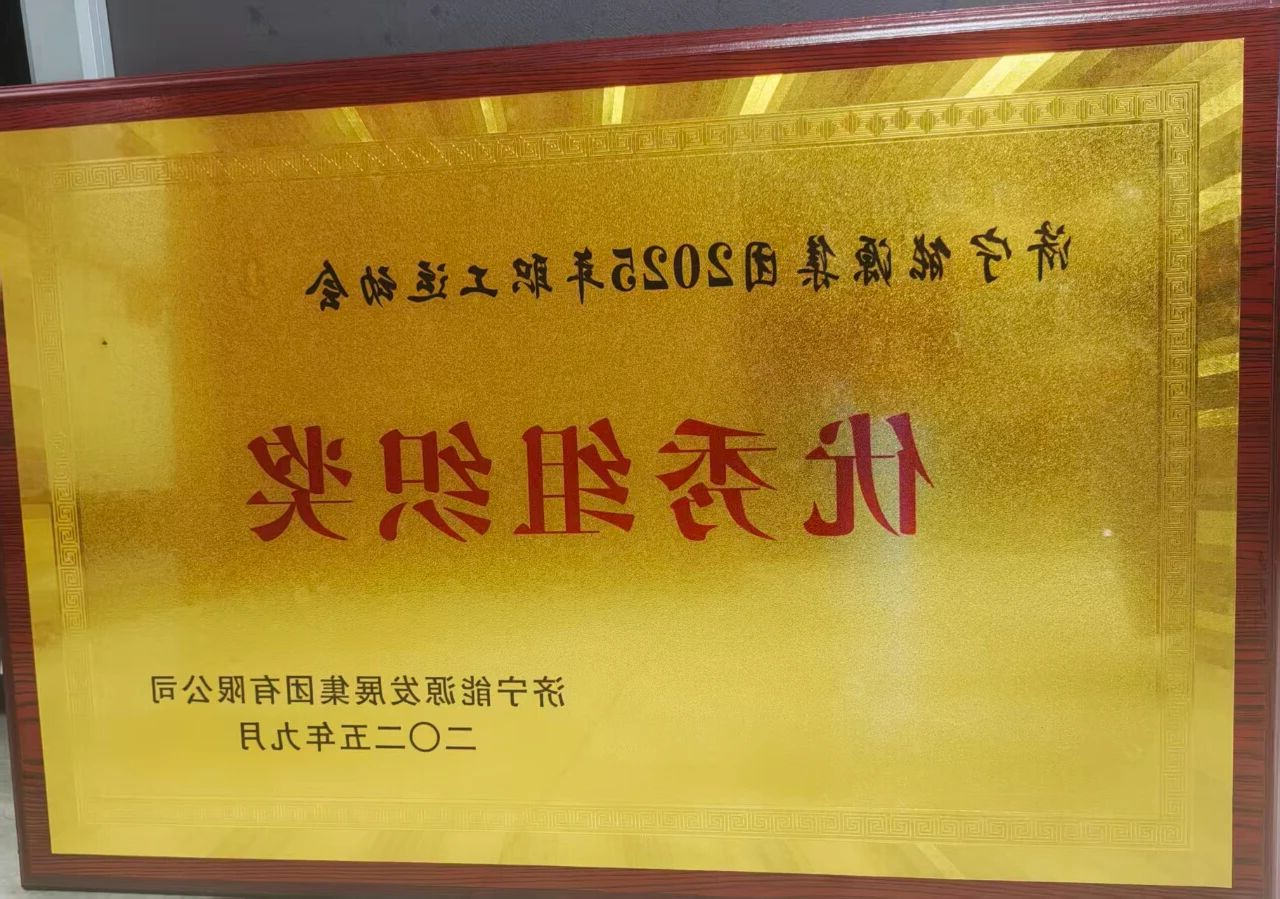 济宁能源集团2025年职工运动会
优秀组织奖
济宁能源发展集团有限公司
二〇二五年九月